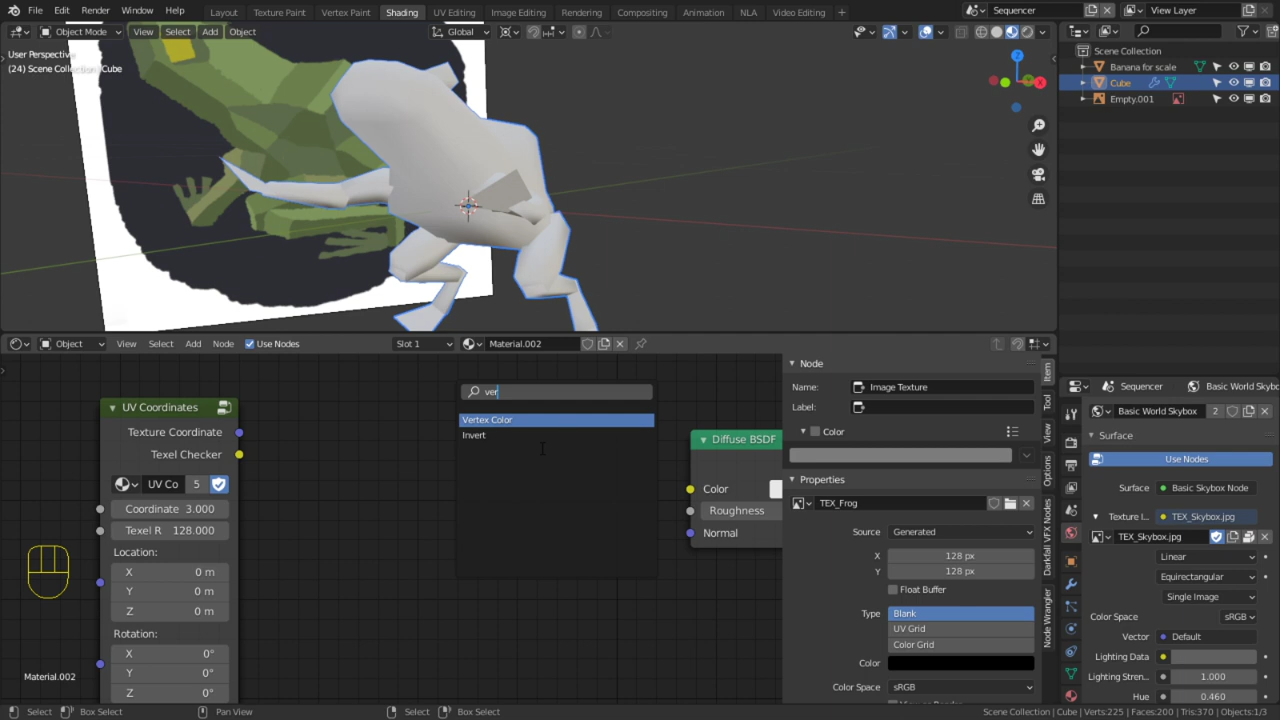 File Edit Render Window Help Layout Texture Paint Vertex Paint Shading UV Editing Image Editing Rendering Compositing Animation NLA Video Editing + Sequencer View Layer
Object Mode View Select Add Object Global
User Perspective
(24) Scene Collection | Cube
Z
X
Scene Collection
Banana for scale
Cube
Empty.001
Object View Select Add Node Use Nodes Slot 1 Material.002
UV Coordinates
Texture Coordinate
Texel Checker
UV Co 5
Coordinate 3.000
Texel R 128.000
Location:
X 0 m
Y 0 m
Z 0 m
Rotation:
X 0°
Y 0°
Z 0°
Material.002
ver
Vertex Color
Invert
Diffuse BSDF
Color
Roughness
Normal
Node
Name: Image Texture
Label:
Color
Properties
TEX_Frog
Source Generated
X 128 px
Y 128 px
Float Buffer
Type Blank
UV Grid
Color Grid
Color
Color Space sRGB
Item
Tool
View
Options
Darkfall VFX Nodes
Node Wrangler
Sequencer Basic World Skybo
Basic World Skybox 2
Surface
Use Nodes
Surface Basic Skybox Node
Texture I... TEX_Skybox.jpg
TEX_Skybox.jpg
Linear
Equirectangular
Single Image
Color Space sRGB
Vector Default
Lighting Data
Lighting Stren... 1.000
Hue 0.460
Select Box Select Pan View Select Box Select Scene Collection | Cube | Verts:225 | Faces:200 | Tris:370 | Objects:1/3